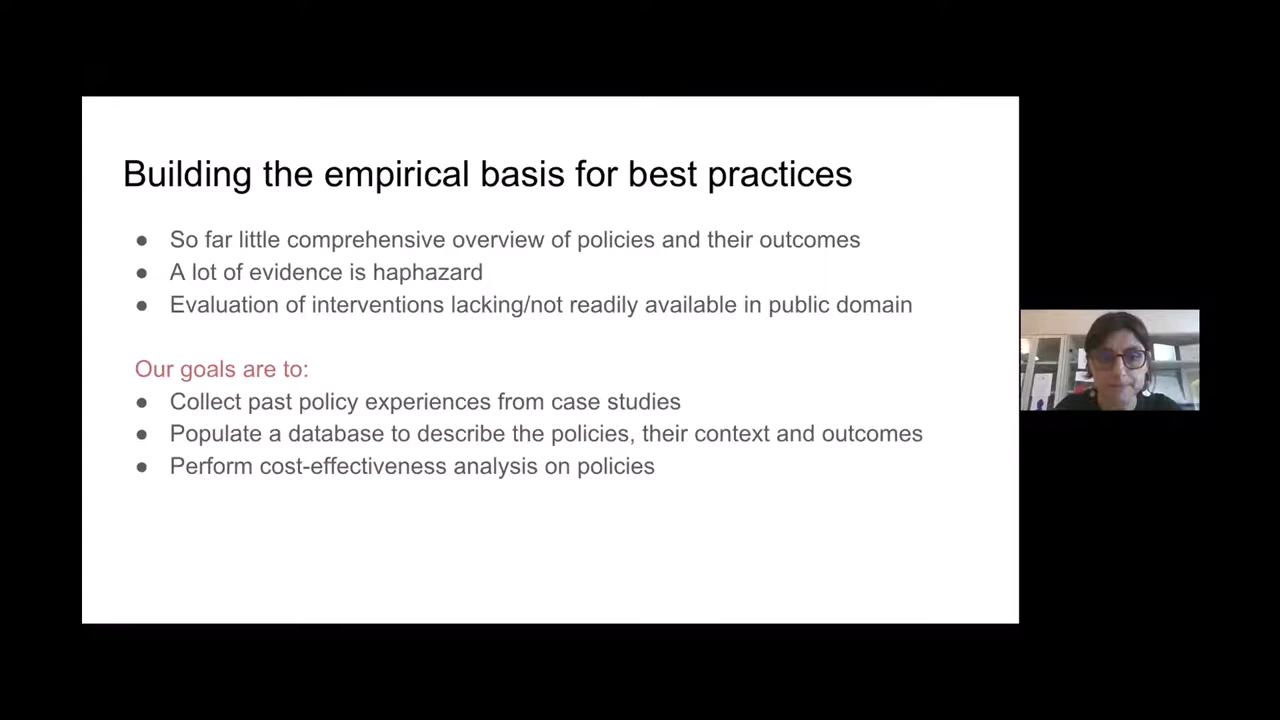 Building the empirical basis for best practices
● So far little comprehensive overview of policies and their outcomes
● A lot of evidence is haphazard
● Evaluation of interventions lacking/not readily available in public domain
Our goals are to:
● Collect past policy experiences from case studies
● Populate a database to describe the policies, their context and outcomes
● Perform cost-effectiveness analysis on policies